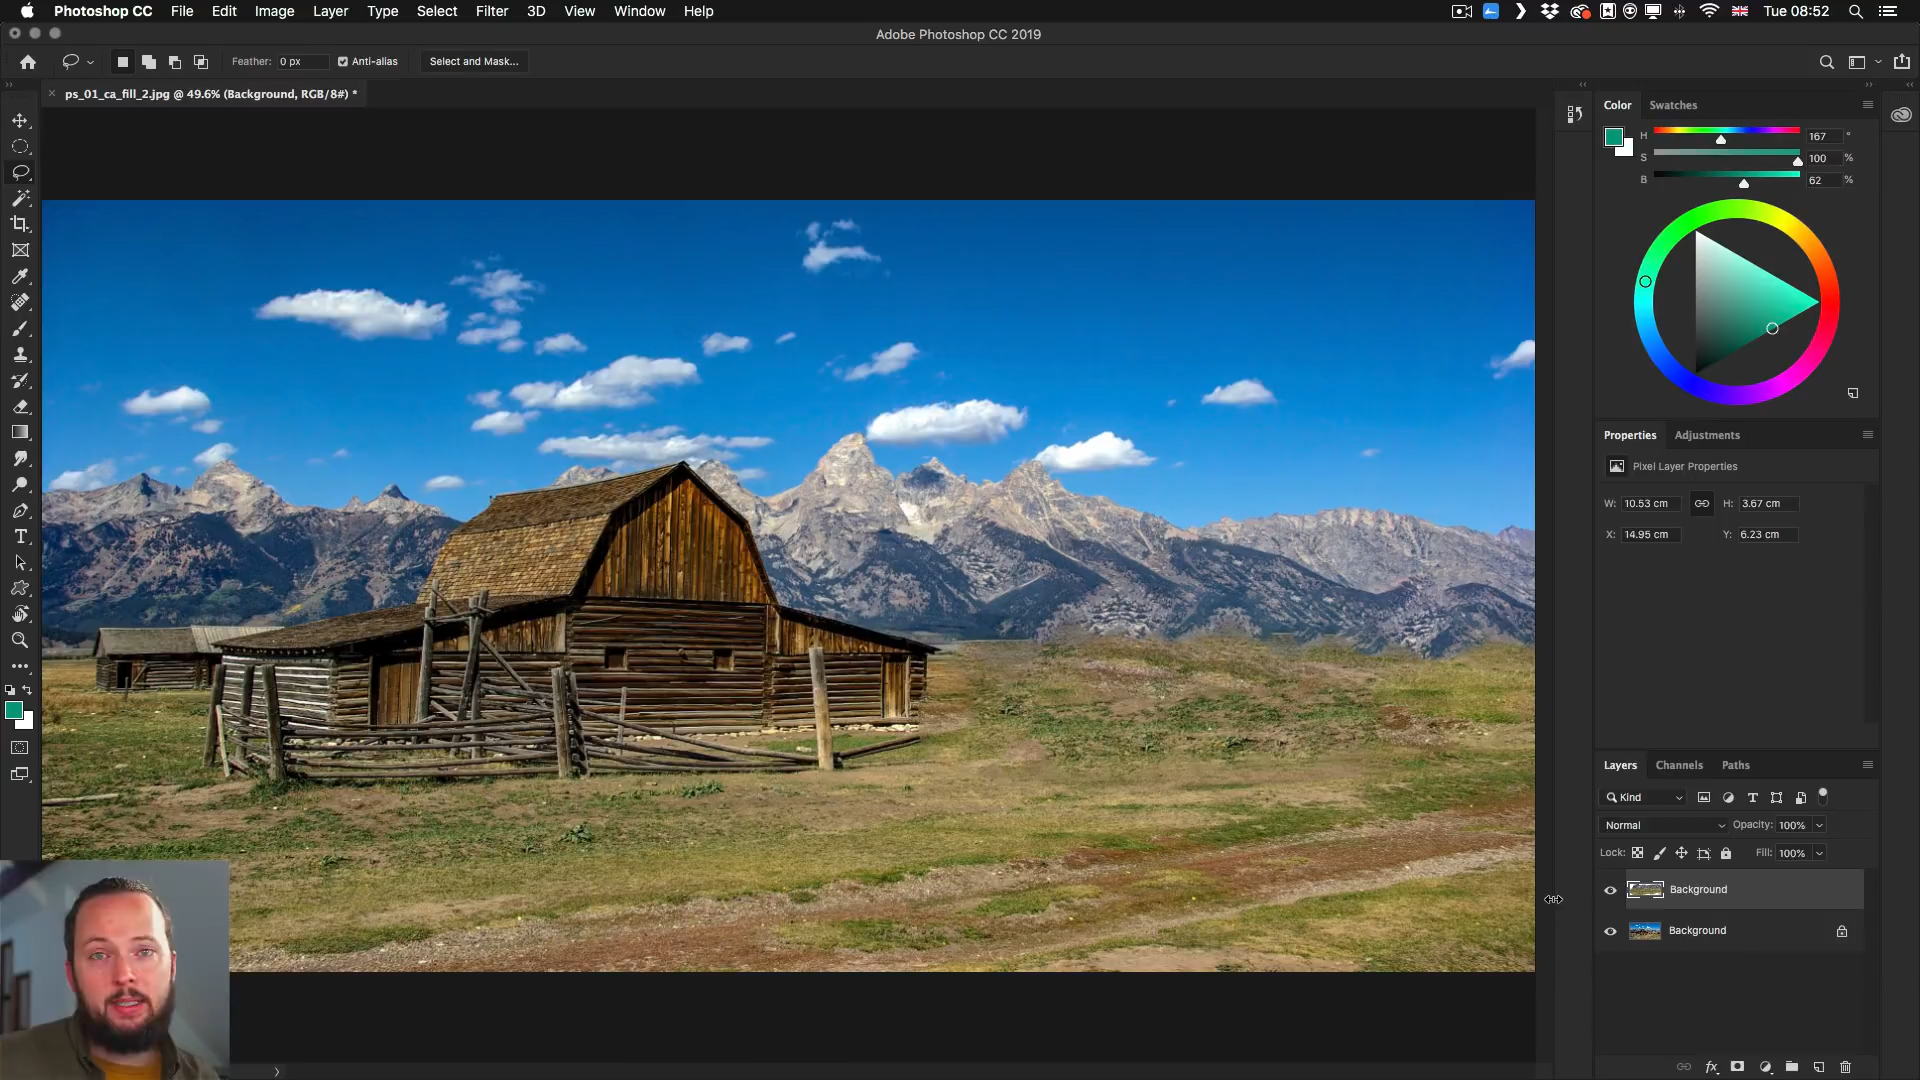 Photoshop CC File Edit Image Layer Type Select Filter 3D View Window Help Tue 08:52
Adobe Photoshop CC 2019
Feather: 0 px Anti-alias Select and Mask...
ps_01_ca_fill_2.jpg @ 49.6% (Background, RGB/8#) *
Color Swatches
H 167 °
S 100 %
B 62 %
Properties Adjustments
Pixel Layer Properties
W: 10.53 cm H: 3.67 cm
X: 14.95 cm Y: 6.23 cm
Layers Channels Paths
Kind
Normal Opacity: 100%
Lock: Fill: 100%
Background
Background